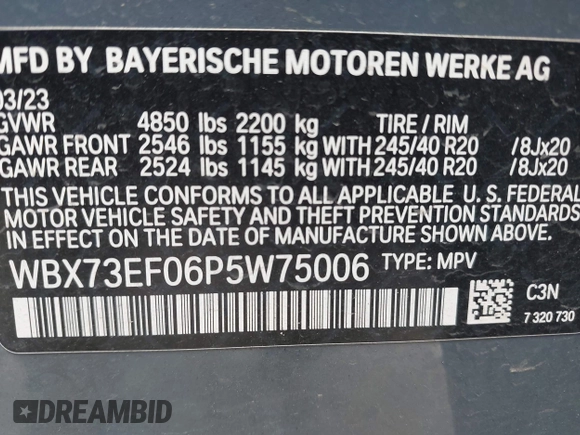 MFD BY BAYERISCHE MOTOREN WERKE AG
03/23
GVWR 4850 lbs 2200 kg TIRE / RIM
GAWR FRONT 2546 lbs 1155 kg WITH 245/40 R20 /8Jx20
GAWR REAR 2524 lbs 1145 kg WITH 245/40 R20 /8Jx20
THIS VEHICLE CONFORMS TO ALL APPLICABLE U. S. FEDERAL
MOTOR VEHICLE SAFETY AND THEFT PREVENTION STANDARDS
IN EFFECT ON THE DATE OF MANUFACTURE SHOWN ABOVE.
WBX73EF06P5W75006 TYPE: MPV
C3N
7 320 730
DREAMBID